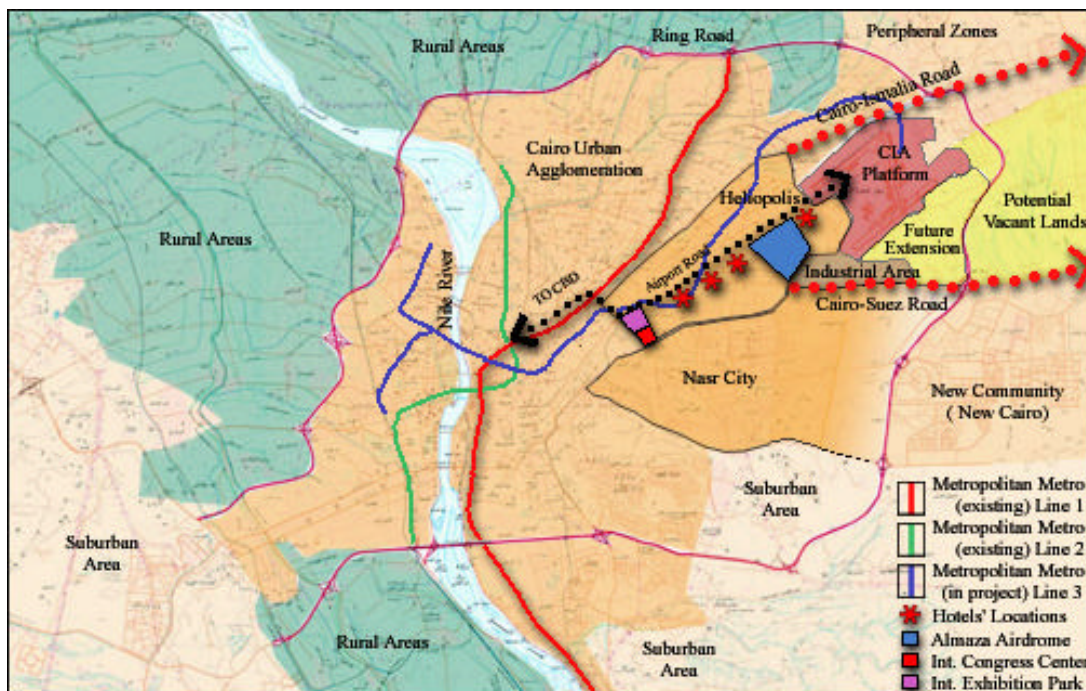 Rural Areas
Ring Road
Peripheral Zones
Cairo-Ismalia Road
Cairo Urban
Agglomeration
CIA
Platform
Heliopolis
Potential
Vacant Lands
Rural Areas
Future
Extension
Airport Road
Industrial Area
TO CBD
Nile River
Cairo-Suez Road
Nasr City
New Community
( New Cairo)
Suburban
Area
Suburban
Area
Rural Areas
Suburban
Area
Metropolitan Metro
(existing) Line 1
Metropolitan Metro
(existing) Line 2
Metropolitan Metro
(in project) Line 3
Hotels' Locations
Almaza Airdrome
Int. Congress Center
Int. Exhibition Park